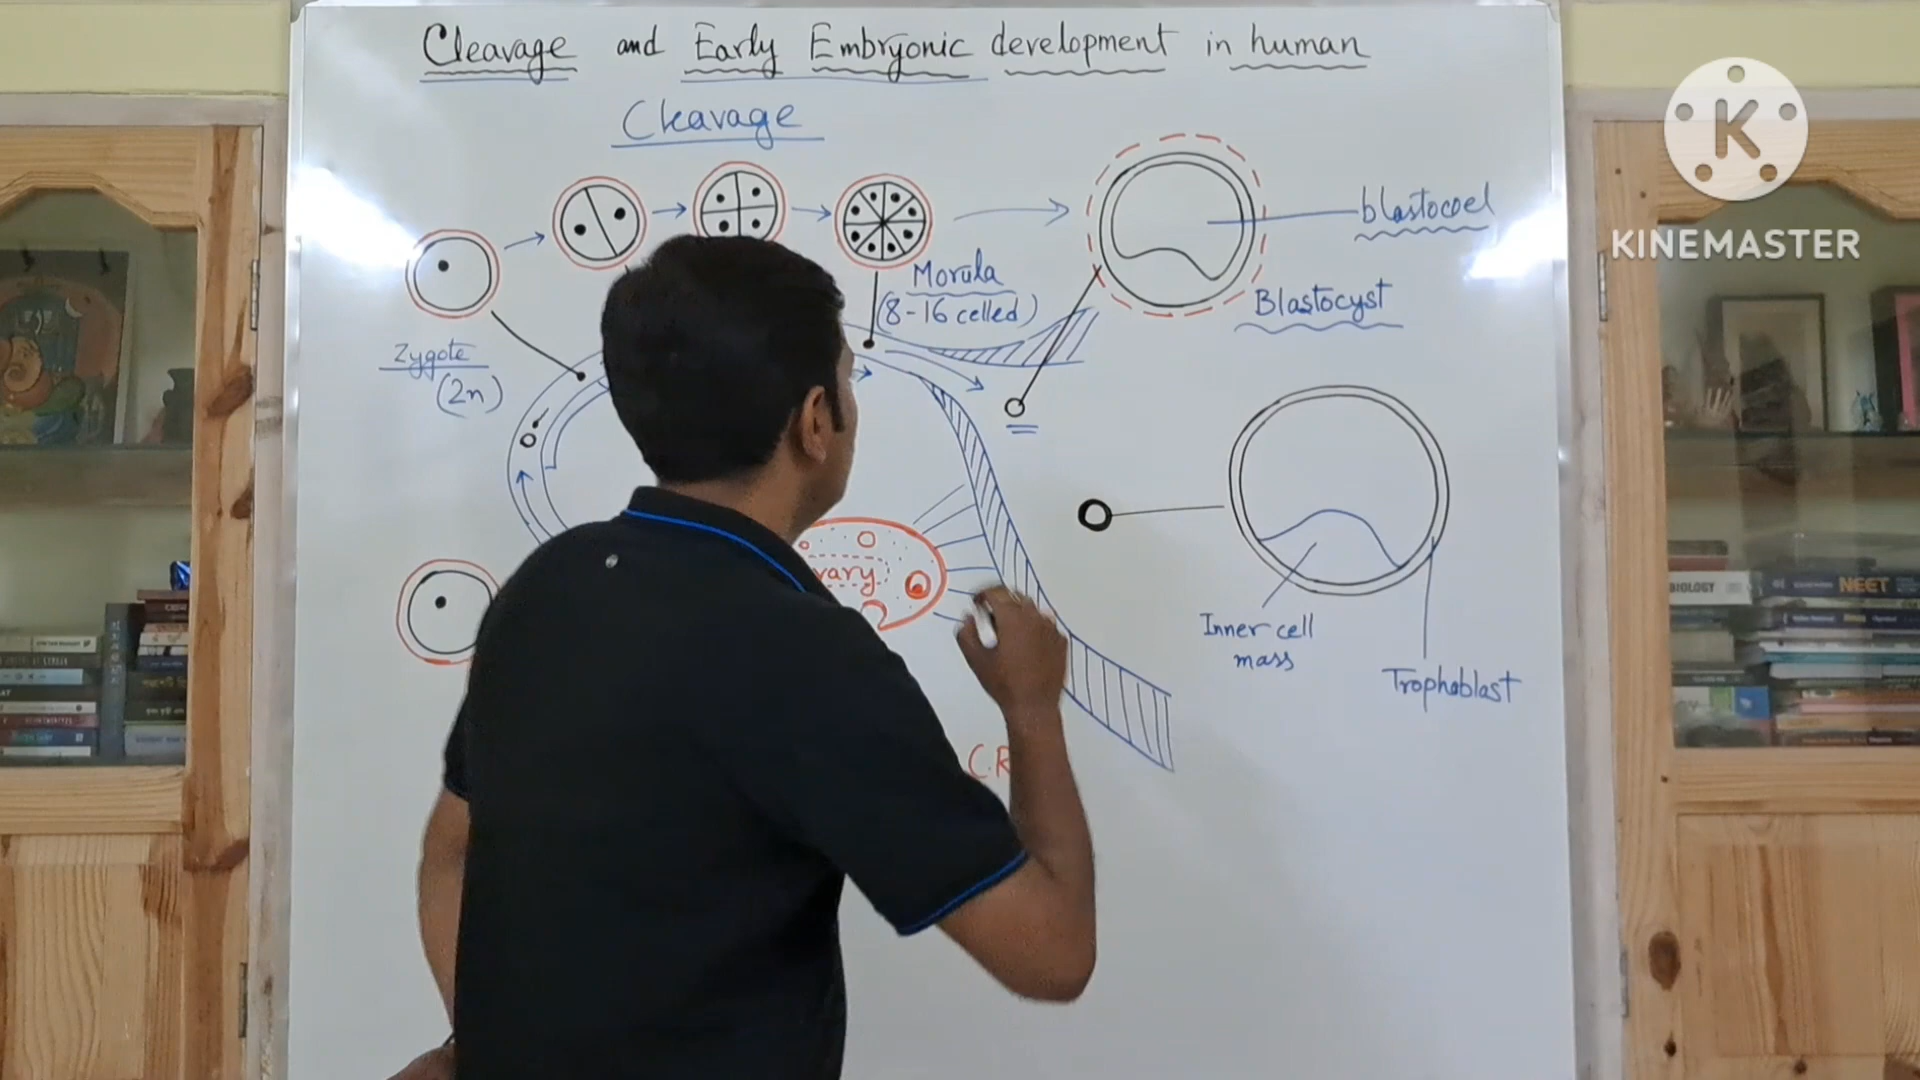 Cleavage and Early Embryonic development in human
Cleavage
blastocoel
Morula
(8-16 celled)
Blastocyst
Zygote
(2n)
vary
Inner cell
mass
Trophoblast
C.R
K
KINEMASTER
BIOLOGY
NEET